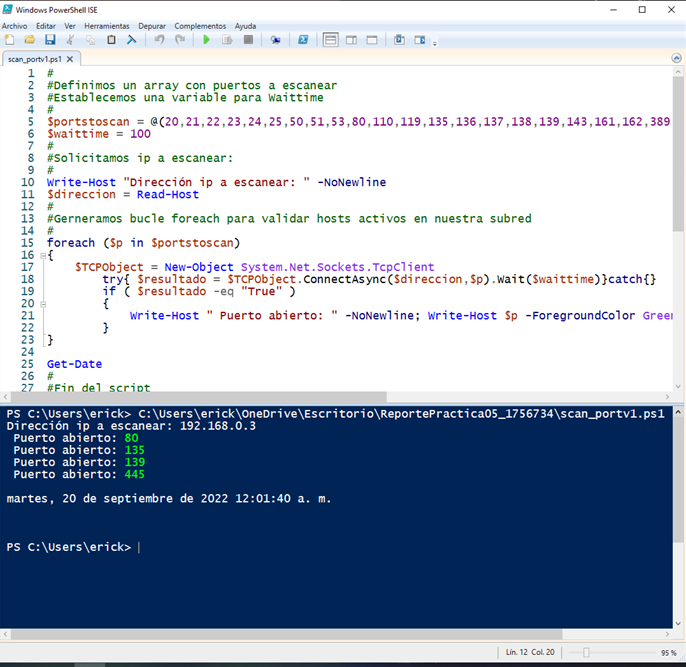 Windows PowerShell ISE
Archivo Editar Ver Herramientas Depurar Complementos Ayuda
scan_portv1.ps1 X
1 #
2 #Definimos un array con puertos a escanear
3 #Establecemos una variable para Waittime
4 #
5 $portstoscan = @(20,21,22,23,24,25,50,51,53,80,110,119,135,136,137,138,139,143,161,162,389
6 $waittime = 100
7 #
8 #Solicitamos ip a escanear:
9 #
10 Write-Host "Dirección ip a escanear: " -NoNewline
11 $direccion = Read-Host
12 #
13 #Gerneramos bucle foreach para validar hosts activos en nuestra subred
14 #
15 foreach ($p in $portstoscan)
16 {
17 $TCPObject = New-Object System.Net.Sockets.TcpClient
18 try{ $resultado = $TCPObject.ConnectAsync($direccion,$p).Wait($waittime)}catch{}
19 if ( $resultado -eq "True" )
20 {
21 Write-Host " Puerto abierto: " -NoNewline; Write-Host $p -ForegroundColor Green
22 }
23 }
24
25 Get-Date
26 #
27 #Fin del script
PS C:\Users\erick> C:\Users\erick\OneDrive\Escritorio\ReportePractica05_1756734\scan_portv1.ps1
Dirección ip a escanear: 192.168.0.3
Puerto abierto: 80
Puerto abierto: 135
Puerto abierto: 139
Puerto abierto: 445
martes, 20 de septiembre de 2022 12:01:40 a. m.
PS C:\Users\erick>
Lín. 12 Col. 20 95 %